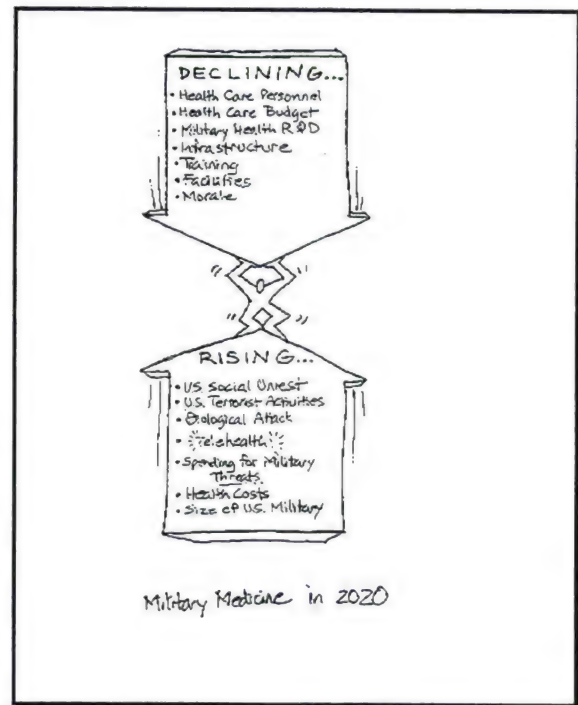 DECLINING...
• Health Care Personnel
• Health Care Budget
• Military Health R&D
• Infrastructure
• Training
• Facilities
• Morale
RISING...
• U.S. Social Unrest
• U.S. Terrorist Activities
• Biological Attack
• Telehealth
• Spending for Military
Threats
• Health Costs
• Size of U.S. Military
Military Medicine in 2020